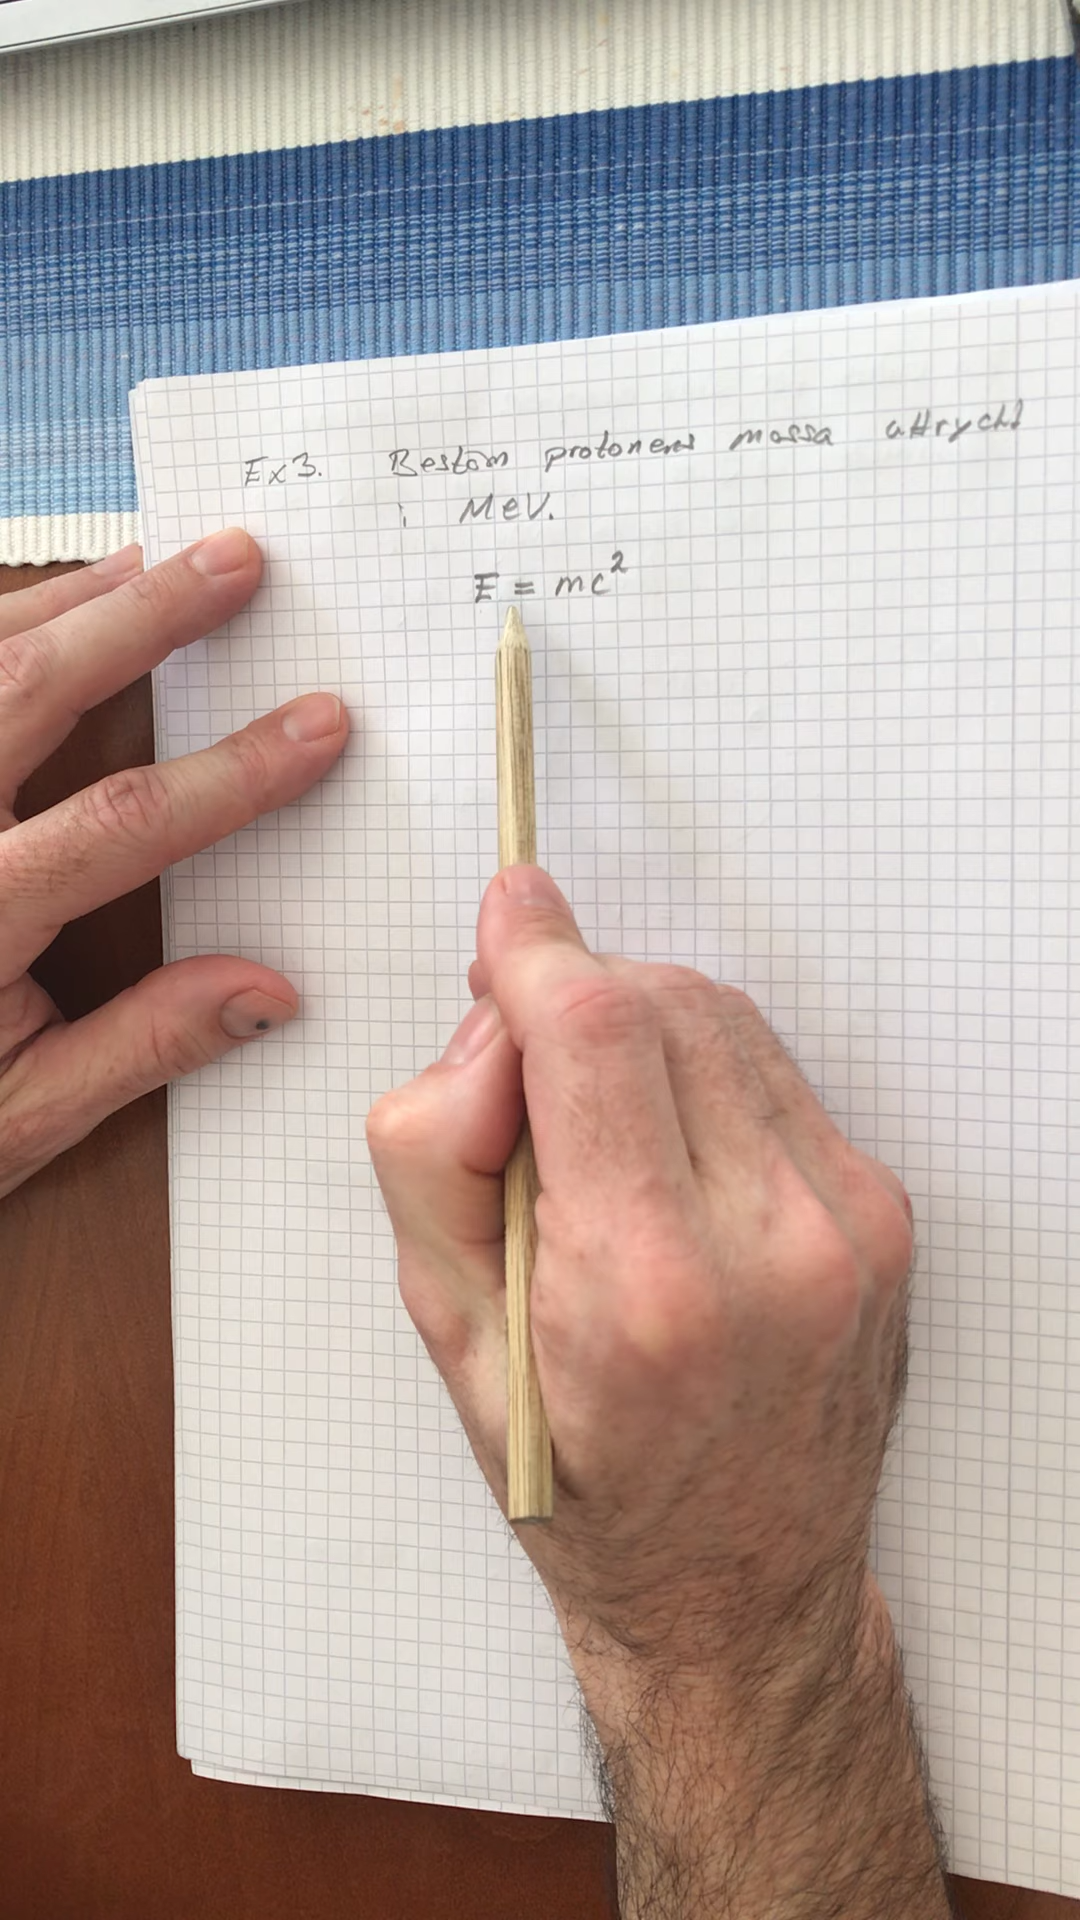 Ex 3. Bestäm protonens massa uttryckt
i MeV.
E = mc²